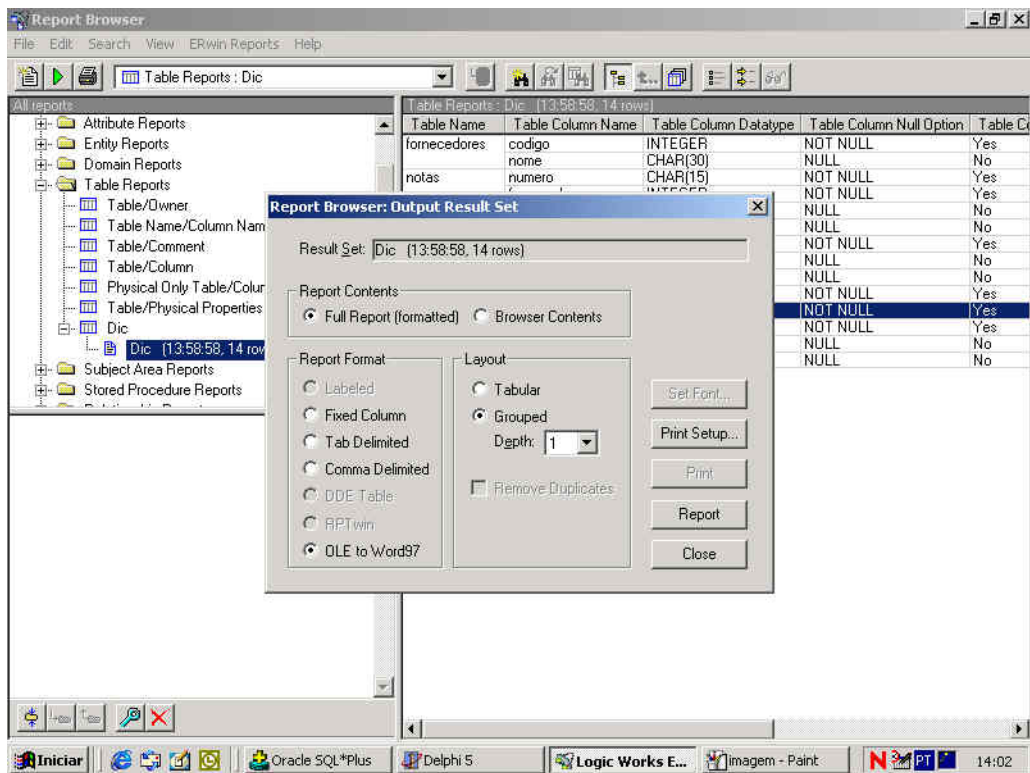 Report Browser
File Edit Search View ERwin Reports Help
Table Reports : Dic
All reports
Attribute Reports
Entity Reports
Domain Reports
Table Reports
Table/Owner
Table Name/Column Nam
Table/Comment
Table/Column
Physical Only Table/Colur
Table/Physical Properties
Dic
Dic (13:58:58, 14 row
Subject Area Reports
Stored Procedure Reports
Table Reports : Dic (13:58:58, 14 rows)
Table Name Table Column Name Table Column Datatype Table Column Null Option Table Co
fornecedores codigo INTEGER NOT NULL Yes
nome CHAR(30) NULL No
notas numero CHAR(15) NOT NULL Yes
INTEGER NOT NULL Yes
NULL No
NULL No
NOT NULL Yes
NULL No
NULL No
NOT NULL Yes
NOT NULL Yes
NOT NULL Yes
NULL No
NULL No
Report Browser: Output Result Set
Result Set: Dic (13:58:58, 14 rows)
Report Contents
Full Report (formatted) Browser Contents
Report Format
Labeled
Fixed Column
Tab Delimited
Comma Delimited
DDE Table
RPTwin
OLE to Word97
Layout
Tabular
Grouped
Depth: 1
Remove Duplicates
Set Font...
Print Setup...
Print
Report
Close
Iniciar Oracle SQL*Plus Delphi 5 Logic Works E... imagem - Paint N PT 14:02